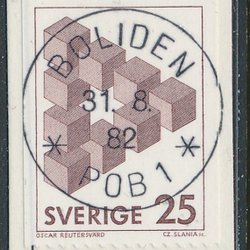 BOLIDEN
31. 8.
82
* *
POB 1
SVERIGE 25
OSCAR REUTERSVÄRD CZ. SLANIA SC.